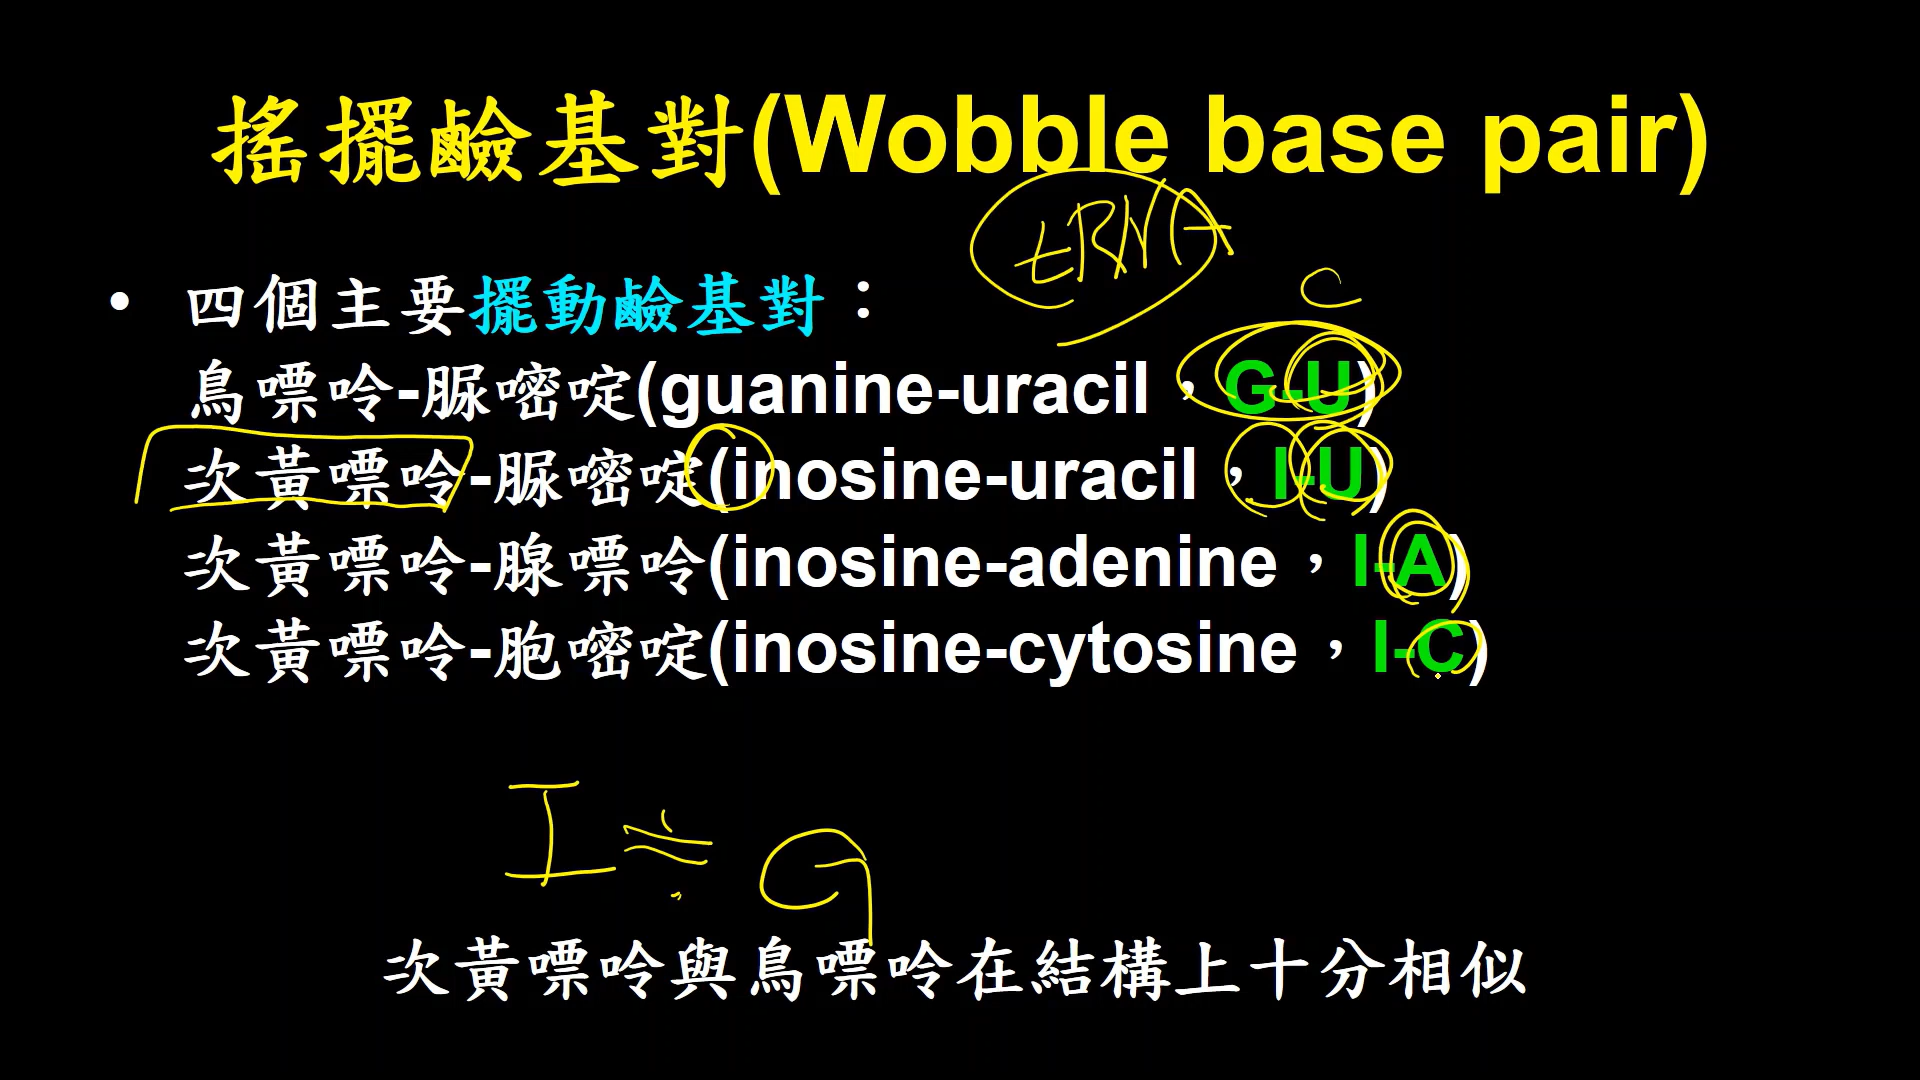 搖擺鹼基對(Wobble base pair)
tRNA
• 四個主要擺動鹼基對：
C
鳥嘌呤-脲嘧啶(guanine-uracil，G-U)
次黃嘌呤-脲嘧啶(inosine-uracil，I-U)
次黃嘌呤-腺嘌呤(inosine-adenine，I-A)
次黃嘌呤-胞嘧啶(inosine-cytosine，I-C)
I ≒ G
次黃嘌呤與鳥嘌呤在結構上十分相似